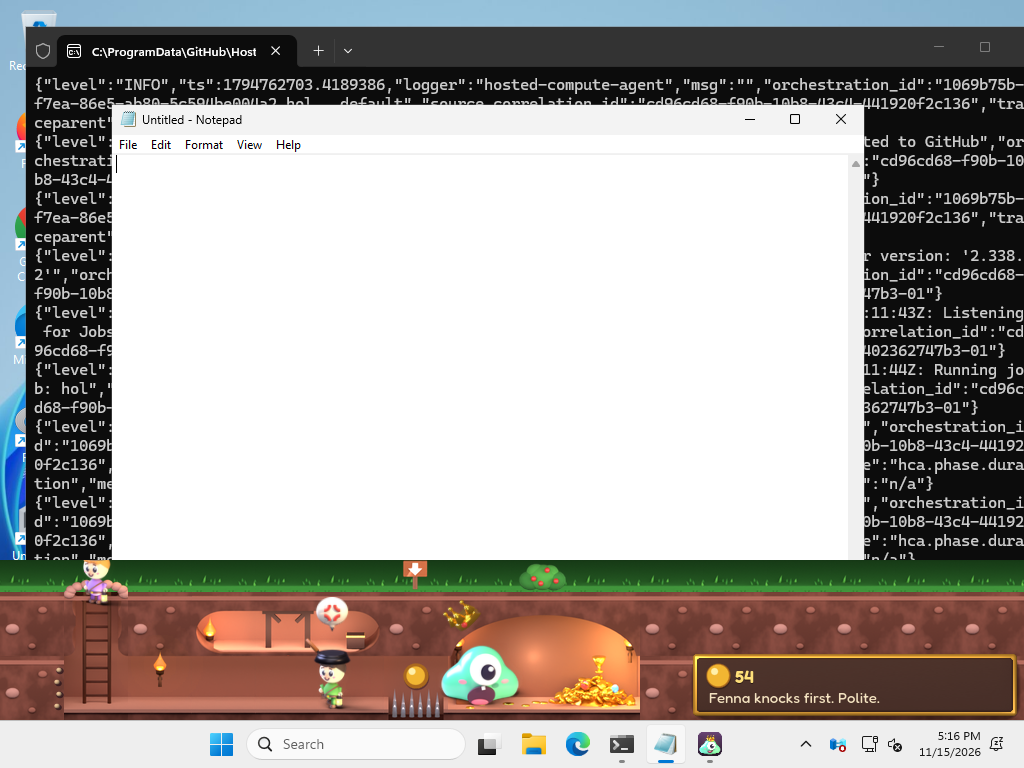 C:\ProgramData\GitHub\Host
{"level":"INFO","ts":1794762703.4189386,"logger":"hosted-compute-agent","msg":"","orchestration_id":"1069b75b-
ceparent"
{"level": ted to GitHub","or
chestrati :"cd96cd68-f90b-10
b8-43c4-4 "}
{"level": tration_id":"1069b75b-
f7ea-86e5 441920f2c136","tra
ceparent"
{"level": r version: '2.338.
2'","orch ion_id":"cd96cd68-
f90b-10b8 47b3-01"}
{"level": :11:43Z: Listening
for Jobs orrelation_id":"cd
96cd68-f9 402362747b3-01"}
{"level": 11:44Z: Running jo
b: hol"," elation_id":"cd96c
d68-f90b- 362747b3-01"}
{"level": ","orchestration_i
d":"1069b 0b-10b8-43c4-44192
0f2c136", e":"hca.phase.dura
tion","me ":"n/a"}
{"level": ","orchestration_i
d":"1069b 0b-10b8-43c4-44192
0f2c136", e":"hca.phase.dura
Untitled - Notepad
File Edit Format View Help
54
Fenna knocks first. Polite.
Search
5:16 PM
11/15/2026